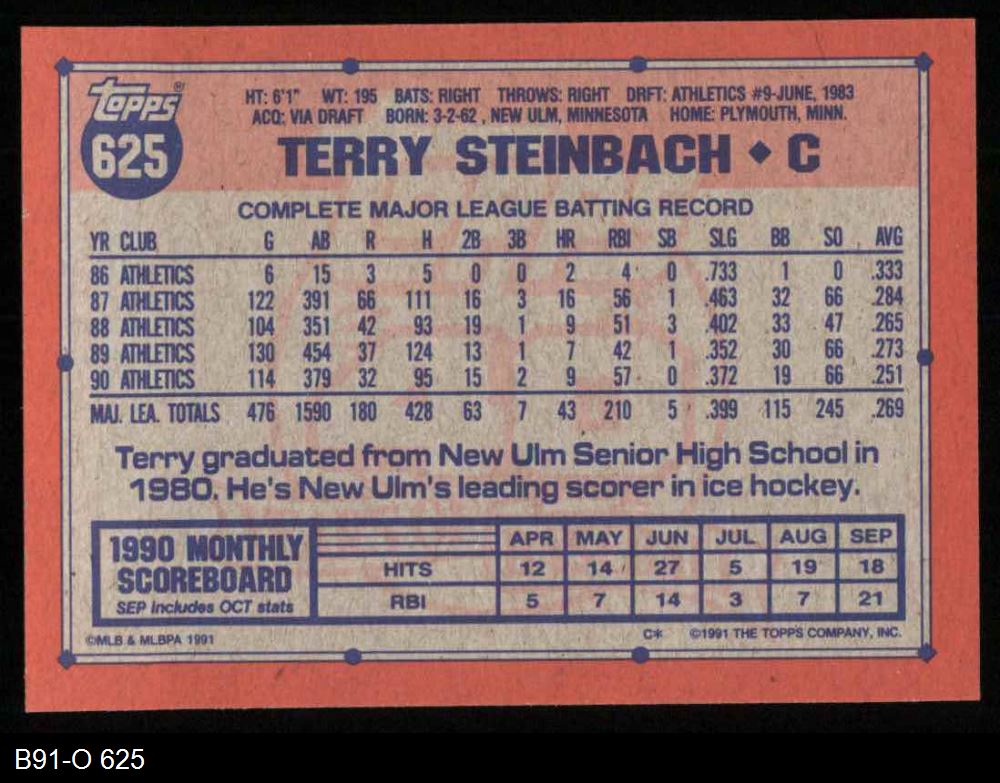 Topps®
625
HT: 6'1" WT: 195 BATS: RIGHT THROWS: RIGHT DRFT: ATHLETICS #9-JUNE, 1983
ACQ: VIA DRAFT BORN: 3-2-62, NEW ULM, MINNESOTA HOME: PLYMOUTH, MINN.
TERRY STEINBACH ◆ C
COMPLETE MAJOR LEAGUE BATTING RECORD
YR CLUB G AB R H 2B 3B HR RBI SB SLG BB SO AVG
86 ATHLETICS 6 15 3 5 0 0 2 4 0 .733 1 0 .333
87 ATHLETICS 122 391 66 111 16 3 16 56 1 .463 32 66 .284
88 ATHLETICS 104 351 42 93 19 1 9 51 3 .402 33 47 .265
89 ATHLETICS 130 454 37 124 13 1 7 42 1 .352 30 66 .273
90 ATHLETICS 114 379 32 95 15 2 9 57 0 .372 19 66 .251
MAJ. LEA. TOTALS 476 1590 180 428 63 7 43 210 5 .399 115 245 .269
Terry graduated from New Ulm Senior High School in
1980. He's New Ulm's leading scorer in ice hockey.
1990 MONTHLY
SCOREBOARD
SEP includes OCT stats
APR MAY JUN JUL AUG SEP
HITS 12 14 27 5 19 18
RBI 5 7 14 3 7 21
©MLB & MLBPA 1991 C* ©1991 THE TOPPS COMPANY, INC.
B91-O 625